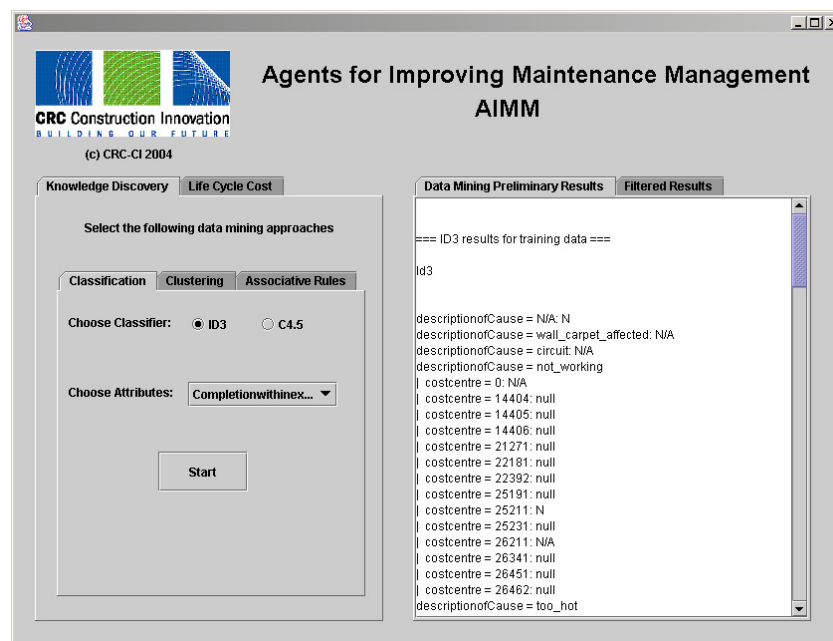 Agents for Improving Maintenance Management
AIMM
CRC Construction Innovation
BUILDING OUR FUTURE
(c) CRC-CI 2004
Knowledge Discovery
Life Cycle Cost
Select the following data mining approaches
Classification
Clustering
Associative Rules
Choose Classifier:
ID3
C4.5
Choose Attributes:
Completionwithinex...
Start
Data Mining Preliminary Results
Filtered Results
=== ID3 results for training data ===
Id3
descriptionofCause = N/A: N
descriptionofCause = wall_carpet_affected: N/A
descriptionofCause = circuit: N/A
descriptionofCause = not_working
| costcentre = 0: N/A
| costcentre = 14404: null
| costcentre = 14405: null
| costcentre = 14406: null
| costcentre = 21271: null
| costcentre = 22181: null
| costcentre = 22392: null
| costcentre = 25191: null
| costcentre = 25211: N
| costcentre = 25231: null
| costcentre = 26211: N/A
| costcentre = 26341: null
| costcentre = 26451: null
| costcentre = 26462: null
descriptionofCause = too_hot